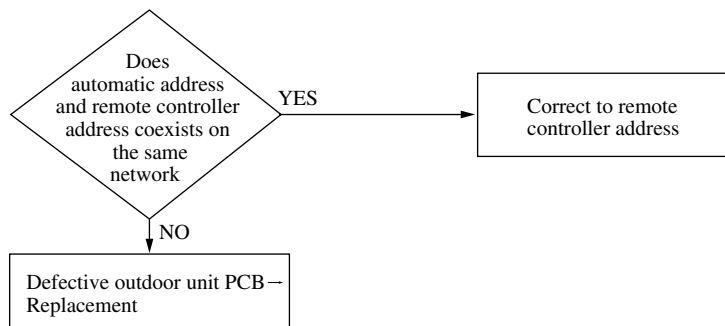 Does
automatic address
and remote controller
address coexists on
the same
network
YES
Correct to remote
controller address
NO
Defective outdoor unit PCB→
Replacement